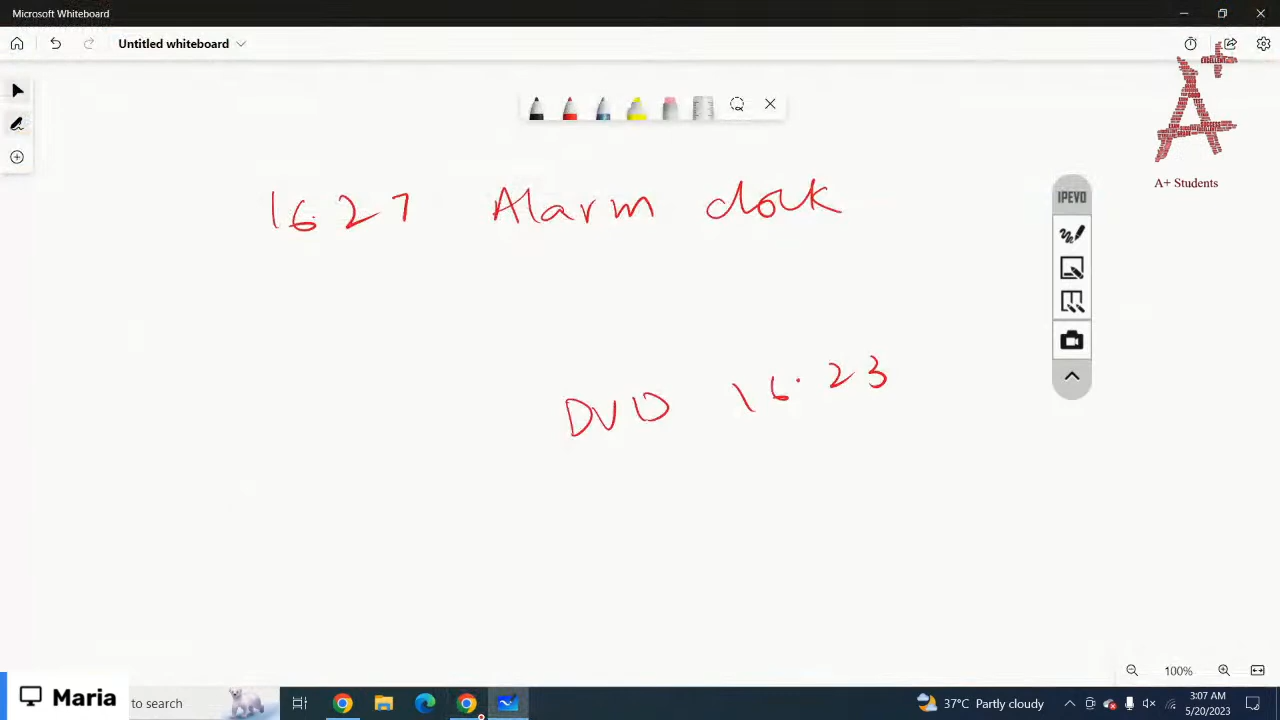 Microsoft Whiteboard
Untitled whiteboard
A+ Students
IPEVO
16.27 Alarm clock
DVD 16.23
100%
Maria
to search
37°C Partly cloudy
3:07 AM
5/20/2023